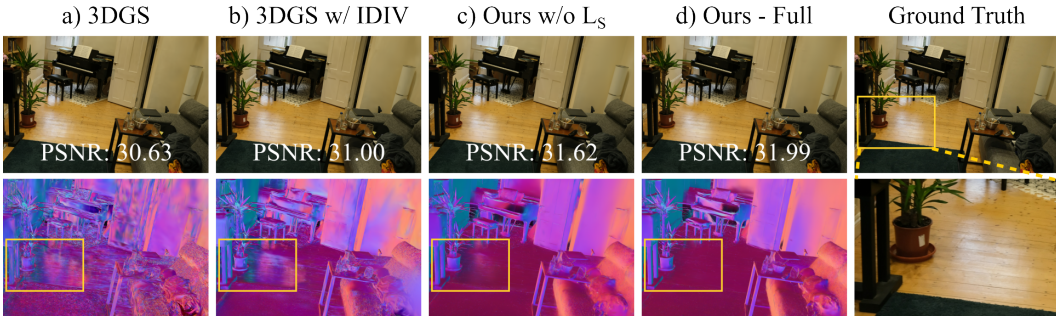 a) 3DGS
b) 3DGS w/ IDIV
c) Ours w/o L_S
d) Ours - Full
Ground Truth
PSNR: 30.63
PSNR: 31.00
PSNR: 31.62
PSNR: 31.99